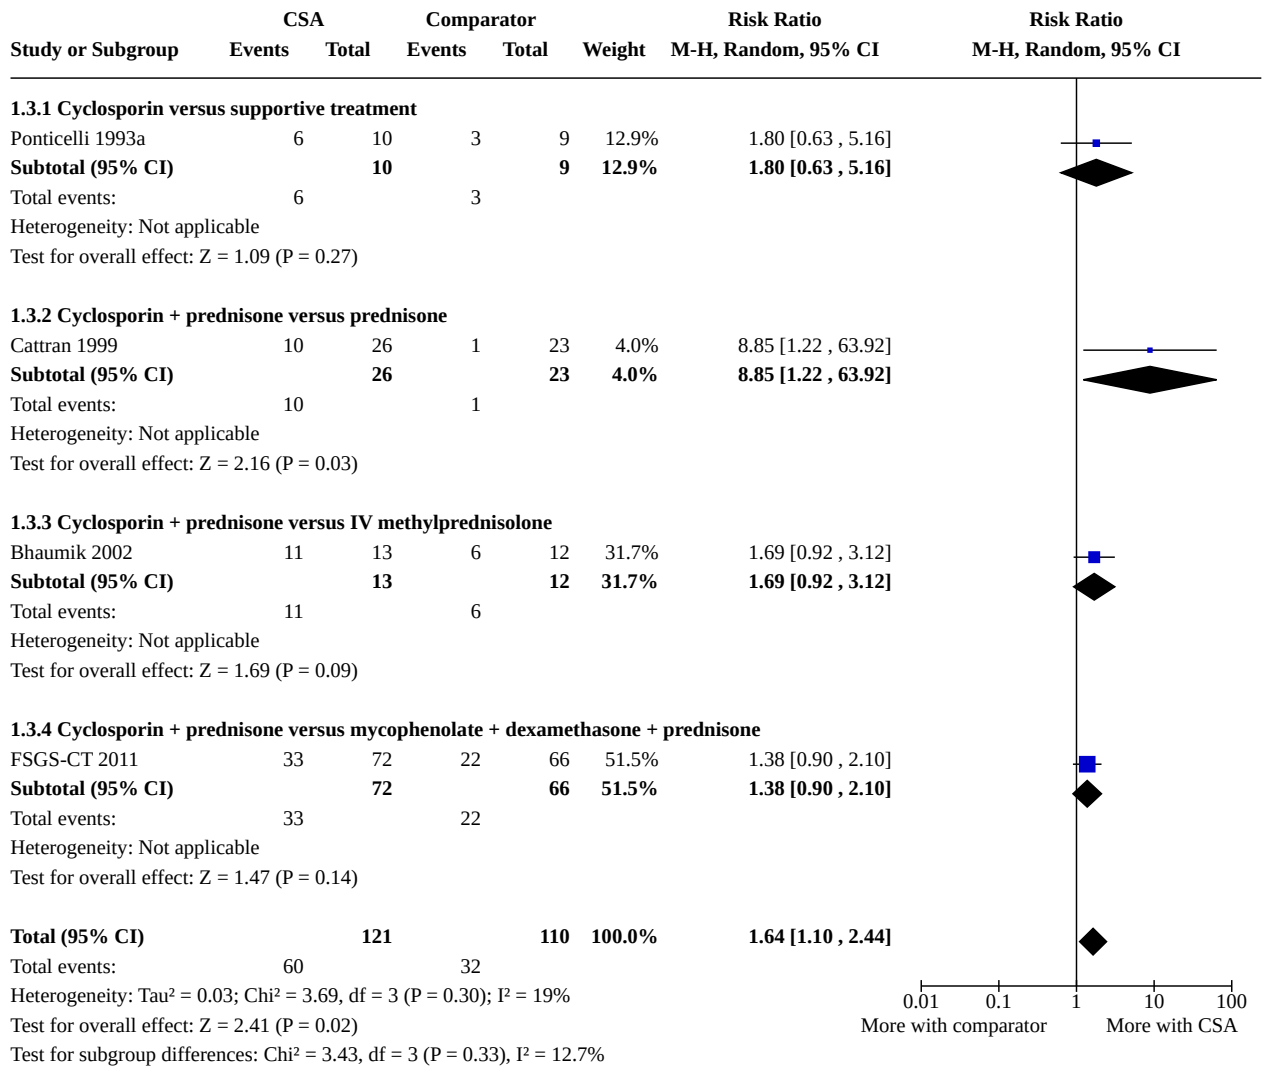 CSA Comparator Risk Ratio Risk Ratio
Study or Subgroup Events Total Events Total Weight M-H, Random, 95% CI M-H, Random, 95% CI
1.3.1 Cyclosporin versus supportive treatment
Ponticelli 1993a 6 10 3 9 12.9% 1.80 [0.63 , 5.16]
Subtotal (95% CI) 10 9 12.9% 1.80 [0.63 , 5.16]
Total events: 6 3
Heterogeneity: Not applicable
Test for overall effect: Z = 1.09 (P = 0.27)
1.3.2 Cyclosporin + prednisone versus prednisone
Cattran 1999 10 26 1 23 4.0% 8.85 [1.22 , 63.92]
Subtotal (95% CI) 26 23 4.0% 8.85 [1.22 , 63.92]
Total events: 10 1
Heterogeneity: Not applicable
Test for overall effect: Z = 2.16 (P = 0.03)
1.3.3 Cyclosporin + prednisone versus IV methylprednisolone
Bhaumik 2002 11 13 6 12 31.7% 1.69 [0.92 , 3.12]
Subtotal (95% CI) 13 12 31.7% 1.69 [0.92 , 3.12]
Total events: 11 6
Heterogeneity: Not applicable
Test for overall effect: Z = 1.69 (P = 0.09)
1.3.4 Cyclosporin + prednisone versus mycophenolate + dexamethasone + prednisone
FSGS-CT 2011 33 72 22 66 51.5% 1.38 [0.90 , 2.10]
Subtotal (95% CI) 72 66 51.5% 1.38 [0.90 , 2.10]
Total events: 33 22
Heterogeneity: Not applicable
Test for overall effect: Z = 1.47 (P = 0.14)
Total (95% CI) 121 110 100.0% 1.64 [1.10 , 2.44]
Total events: 60 32
Heterogeneity: Tau² = 0.03; Chi² = 3.69, df = 3 (P = 0.30); I² = 19%
0.01 0.1 1 10 100
Test for overall effect: Z = 2.41 (P = 0.02)
More with comparator More with CSA
Test for subgroup differences: Chi² = 3.43, df = 3 (P = 0.33), I² = 12.7%